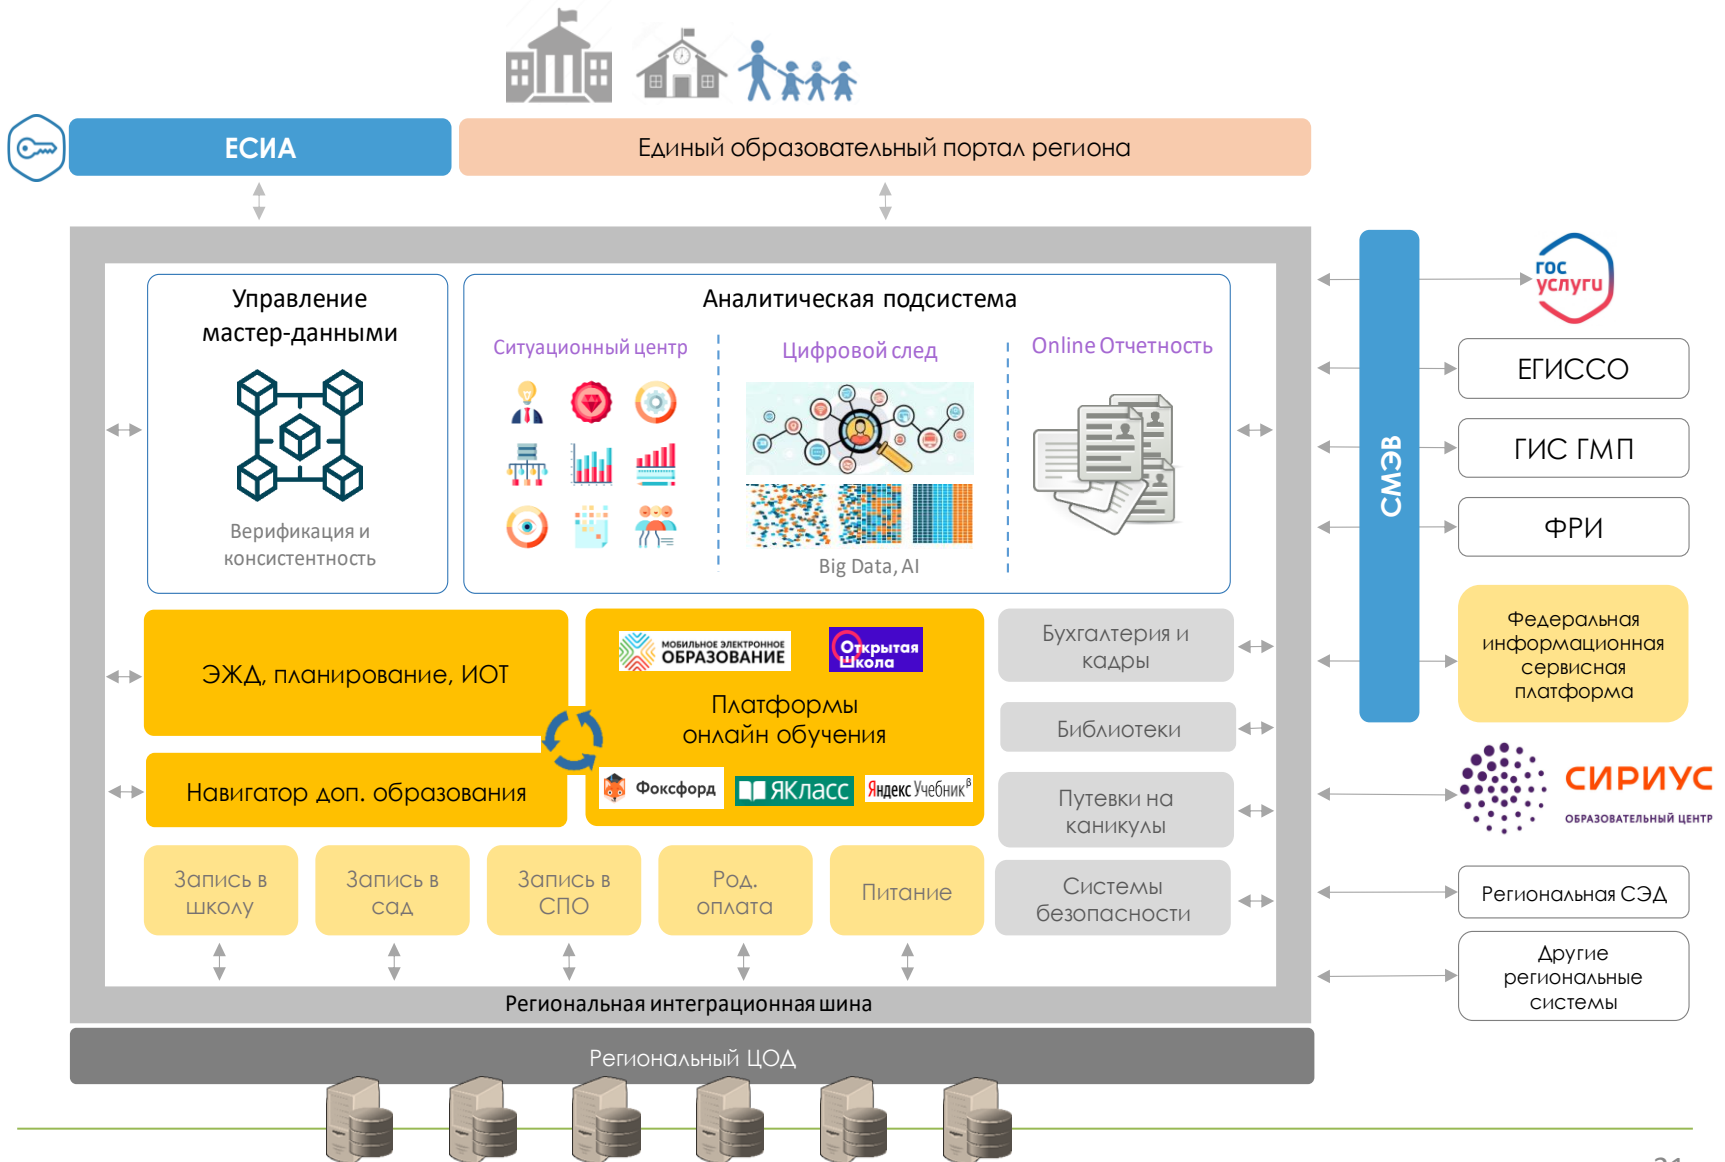 ЕСИА
Единый образовательный портал региона
Управление
мастер-данными
Верификация и
консистентность
Аналитическая подсистема
Ситуационный центр
Цифровой след
Big Data, AI
Online Отчетность
ЭЖД, планирование, ИОТ
Навигатор доп. образования
МОБИЛЬНОЕ ЭЛЕКТРОННОЕ
ОБРАЗОВАНИЕ
Открытая
Школа
Платформы
онлайн обучения
Фоксфорд
ЯКласс
Яндекс Учебник β
Бухгалтерия и
кадры
Библиотеки
Путевки на
каникулы
Системы
безопасности
Запись в
школу
Запись в
сад
Запись в
СПО
Род.
оплата
Питание
Региональная интеграционная шина
Региональный ЦОД
СМЭВ
гос
услуги
ЕГИССО
ГИС ГМП
ФРИ
Федеральная
информационная
сервисная
платформа
СИРИУС
ОБРАЗОВАТЕЛЬНЫЙ ЦЕНТР
Региональная СЭД
Другие
региональные
системы